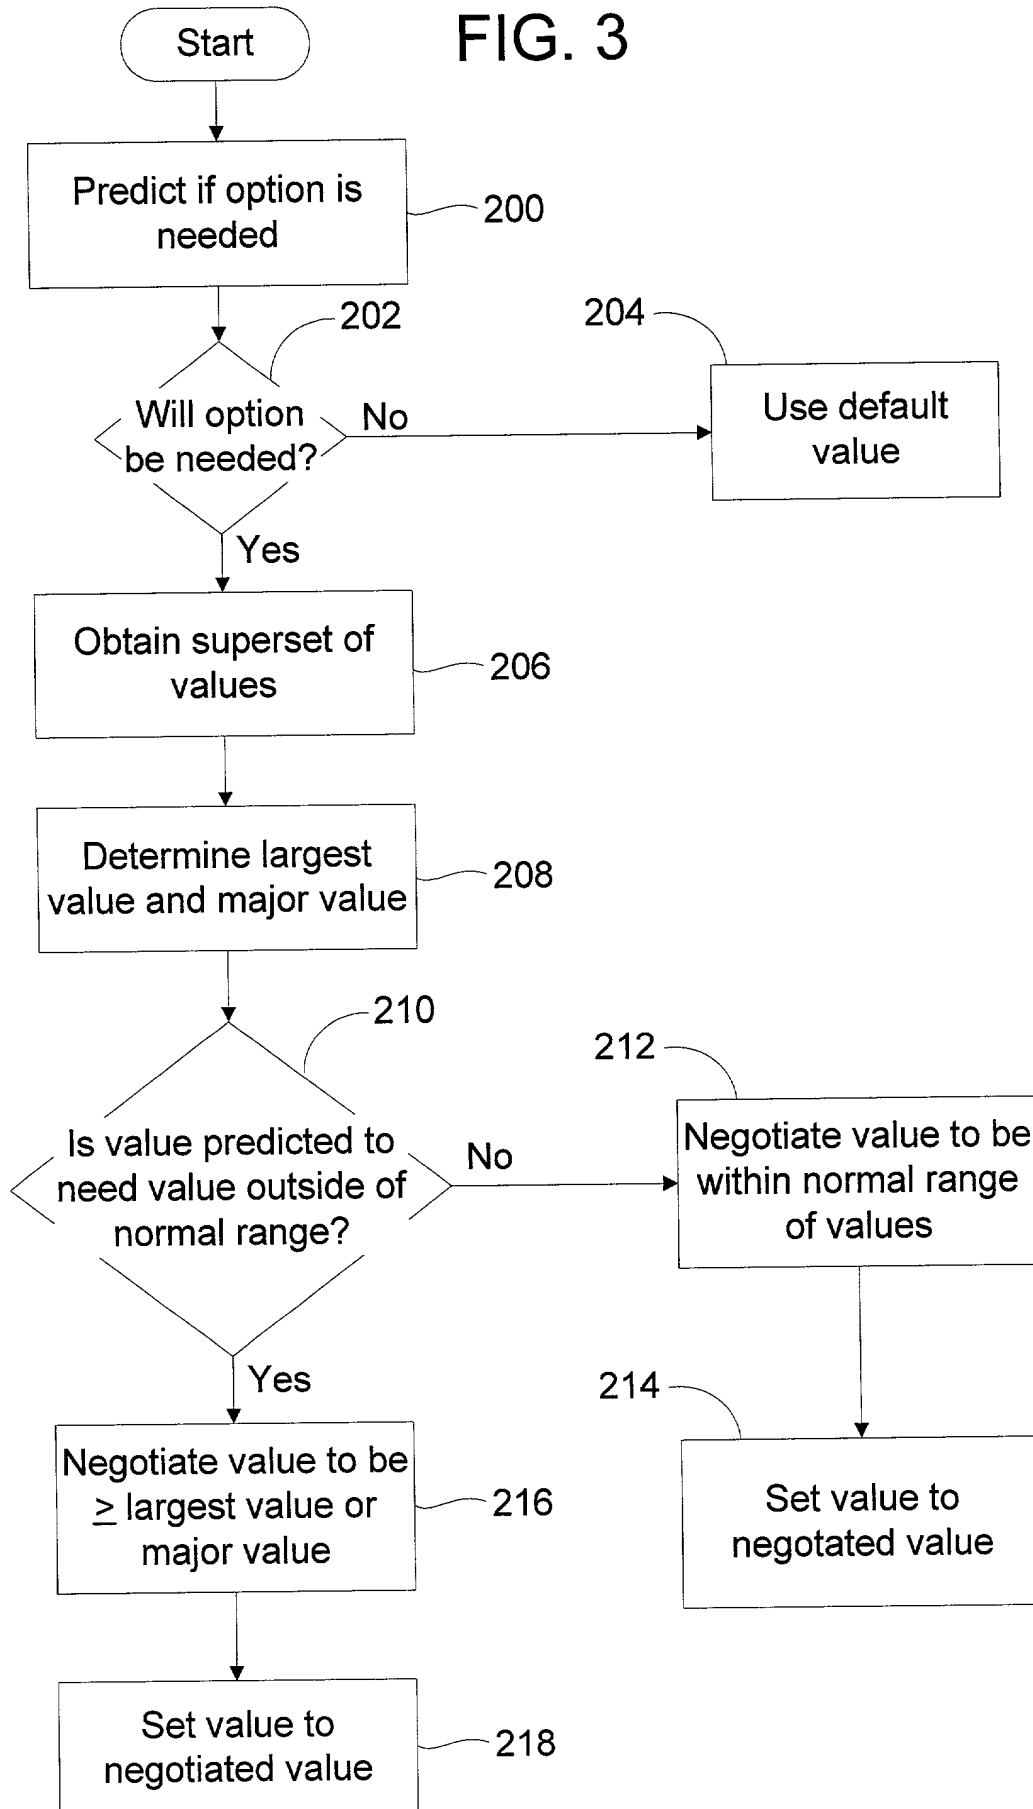 FIG. 3
Start
Predict if option is
needed
200
202
204
Will option
be needed?
No
Use default
value
Yes
Obtain superset of
values
206
Determine largest
value and major value
208
210
212
Is value predicted to
need value outside of
normal range?
No
Negotiate value to be
within normal range
of values
Yes
214
Negotiate value to be
≥ largest value or
major value
216
Set value to
negotated value
Set value to
negotiated value
218